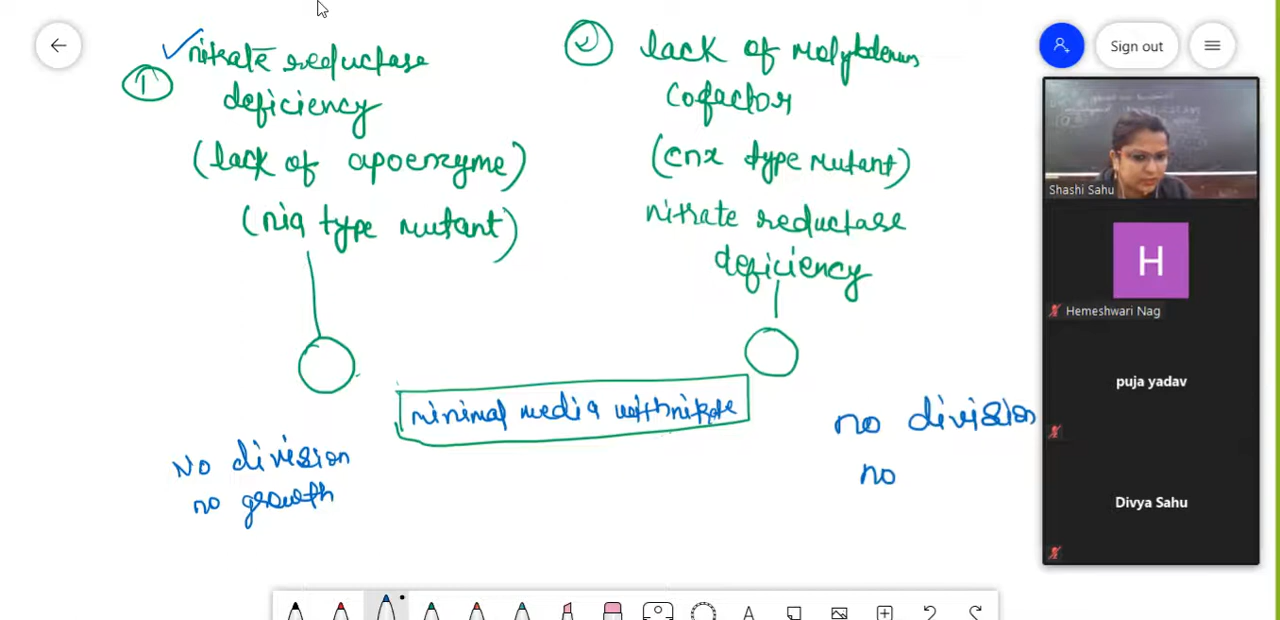 ① nitrate reductase
deficiency
(lack of apoenzyme)
(nia type mutant)
② lack of Molybdenum
cofactor
(cnx type mutant)
nitrate reductase
deficiency
minimal media with nitrate
No division
no growth
no division
no
Sign out
Shashi Sahu
H
Hemeshwari Nag
puja yadav
Divya Sahu
A